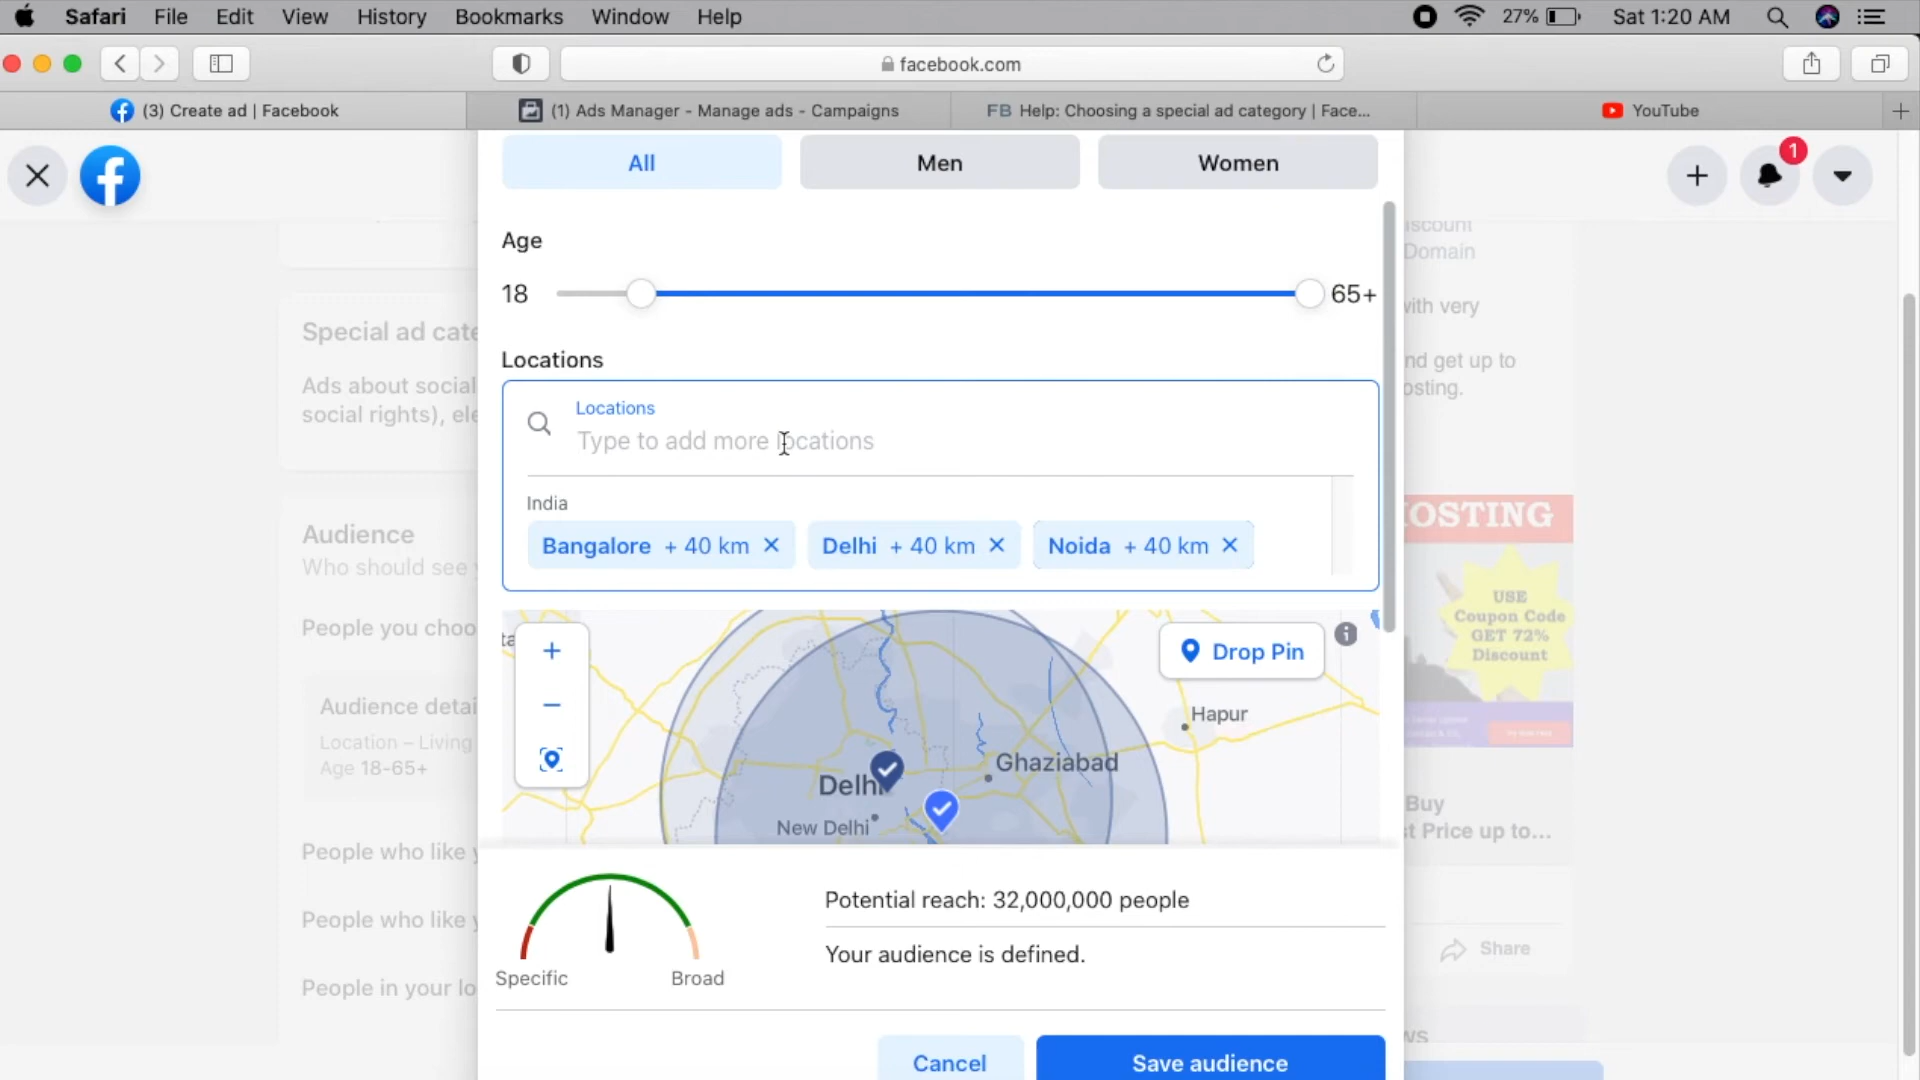 Safari File Edit View History Bookmarks Window Help 27% Sat 1:20 AM
facebook.com
(3) Create ad | Facebook
(1) Ads Manager - Manage ads - Campaigns
FB Help: Choosing a special ad category | Face...
YouTube
1
All Men Women
Age
18 65+
Locations
Locations
Type to add more locations
India
Bangalore + 40 km Delhi + 40 km Noida + 40 km
Drop Pin
Hapur
Ghaziabad
Delhi
New Delhi
Specific Broad
Potential reach: 32,000,000 people
Your audience is defined.
Cancel Save audience
Special ad cate
Ads about social
social rights), ele
Audience
Who should see
People you choo
Audience detai
Location – Living
Age 18-65+
People who like
People who like
People in your lo
iscount
Domain
with very
nd get up to
osting.
HOSTING
USE
Coupon Code
GET 72%
Discount
Buy
t Price up to...
Share